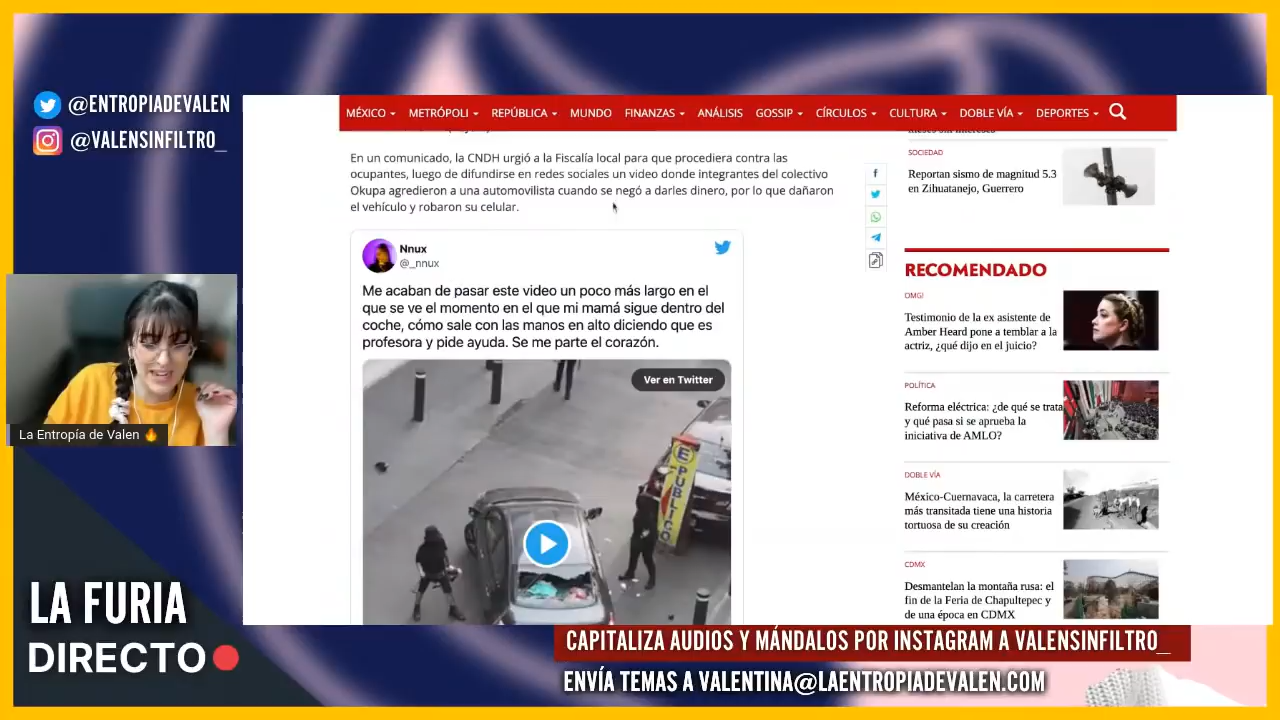 @ENTROPIADEVALEN
@VALENSINFILTRO_
MÉXICO METRÓPOLI REPÚBLICA MUNDO FINANZAS ANÁLISIS GOSSIP CÍRCULOS CULTURA DOBLE VÍA DEPORTES
En un comunicado, la CNDH urgió a la Fiscalía local para que procediera contra las
ocupantes, luego de difundirse en redes sociales un video donde integrantes del colectivo
Okupa agredieron a una automovilista cuando se negó a darles dinero, por lo que dañaron
el vehículo y robaron su celular.
Nnux
@_nnux
Me acaban de pasar este video un poco más largo en el
que se ve el momento en el que mi mamá sigue dentro del
coche, cómo sale con las manos en alto diciendo que es
profesora y pide ayuda. Se me parte el corazón.
Ver en Twitter
E
PUBLICO
SOCIEDAD
Reportan sismo de magnitud 5.3
en Zihuatanejo, Guerrero
RECOMENDADO
OMG!
Testimonio de la ex asistente de
Amber Heard pone a temblar a la
actriz, ¿qué dijo en el juicio?
POLÍTICA
Reforma eléctrica: ¿de qué se trata
y qué pasa si se aprueba la
iniciativa de AMLO?
DOBLE VÍA
México-Cuernavaca, la carretera
más transitada tiene una historia
tortuosa de su creación
CDMX
Desmantelan la montaña rusa: el
fin de la Feria de Chapultepec y
de una época en CDMX
La Entropía de Valen
LA FURIA
DIRECTO
CAPITALIZA AUDIOS Y MÁNDALOS POR INSTAGRAM A VALENSINFILTRO_
ENVÍA TEMAS A VALENTINA@LAENTROPIADEVALEN.COM